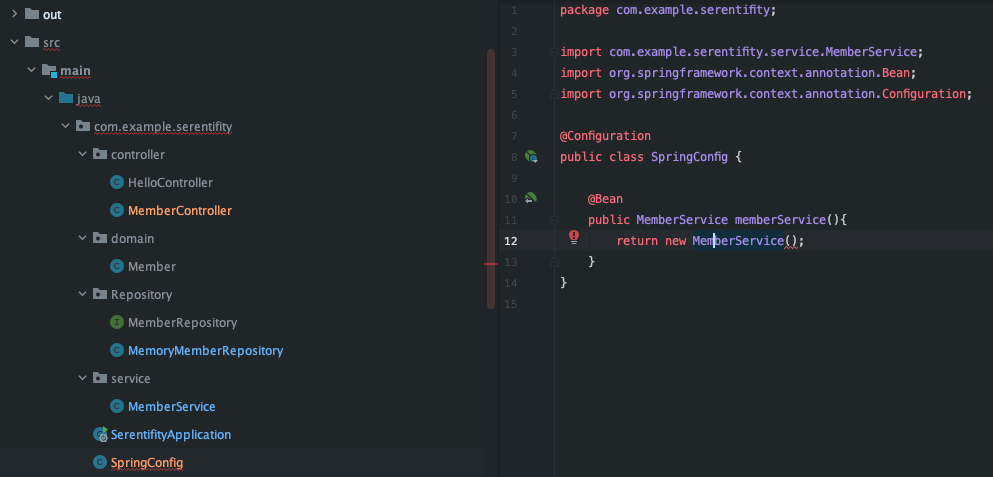 out
src
main
java
com.example.serentifity
controller
HelloController
MemberController
domain
Member
Repository
MemberRepository
MemoryMemberRepository
service
MemberService
SerentifityApplication
SpringConfig
1 package com.example.serentifity;
2
3 import com.example.serentifity.service.MemberService;
4 import org.springframework.context.annotation.Bean;
5 import org.springframework.context.annotation.Configuration;
6
7 @Configuration
8 public class SpringConfig {
9
10 @Bean
11 public MemberService memberService(){
12 return new MemberService();
13 }
14 }
15